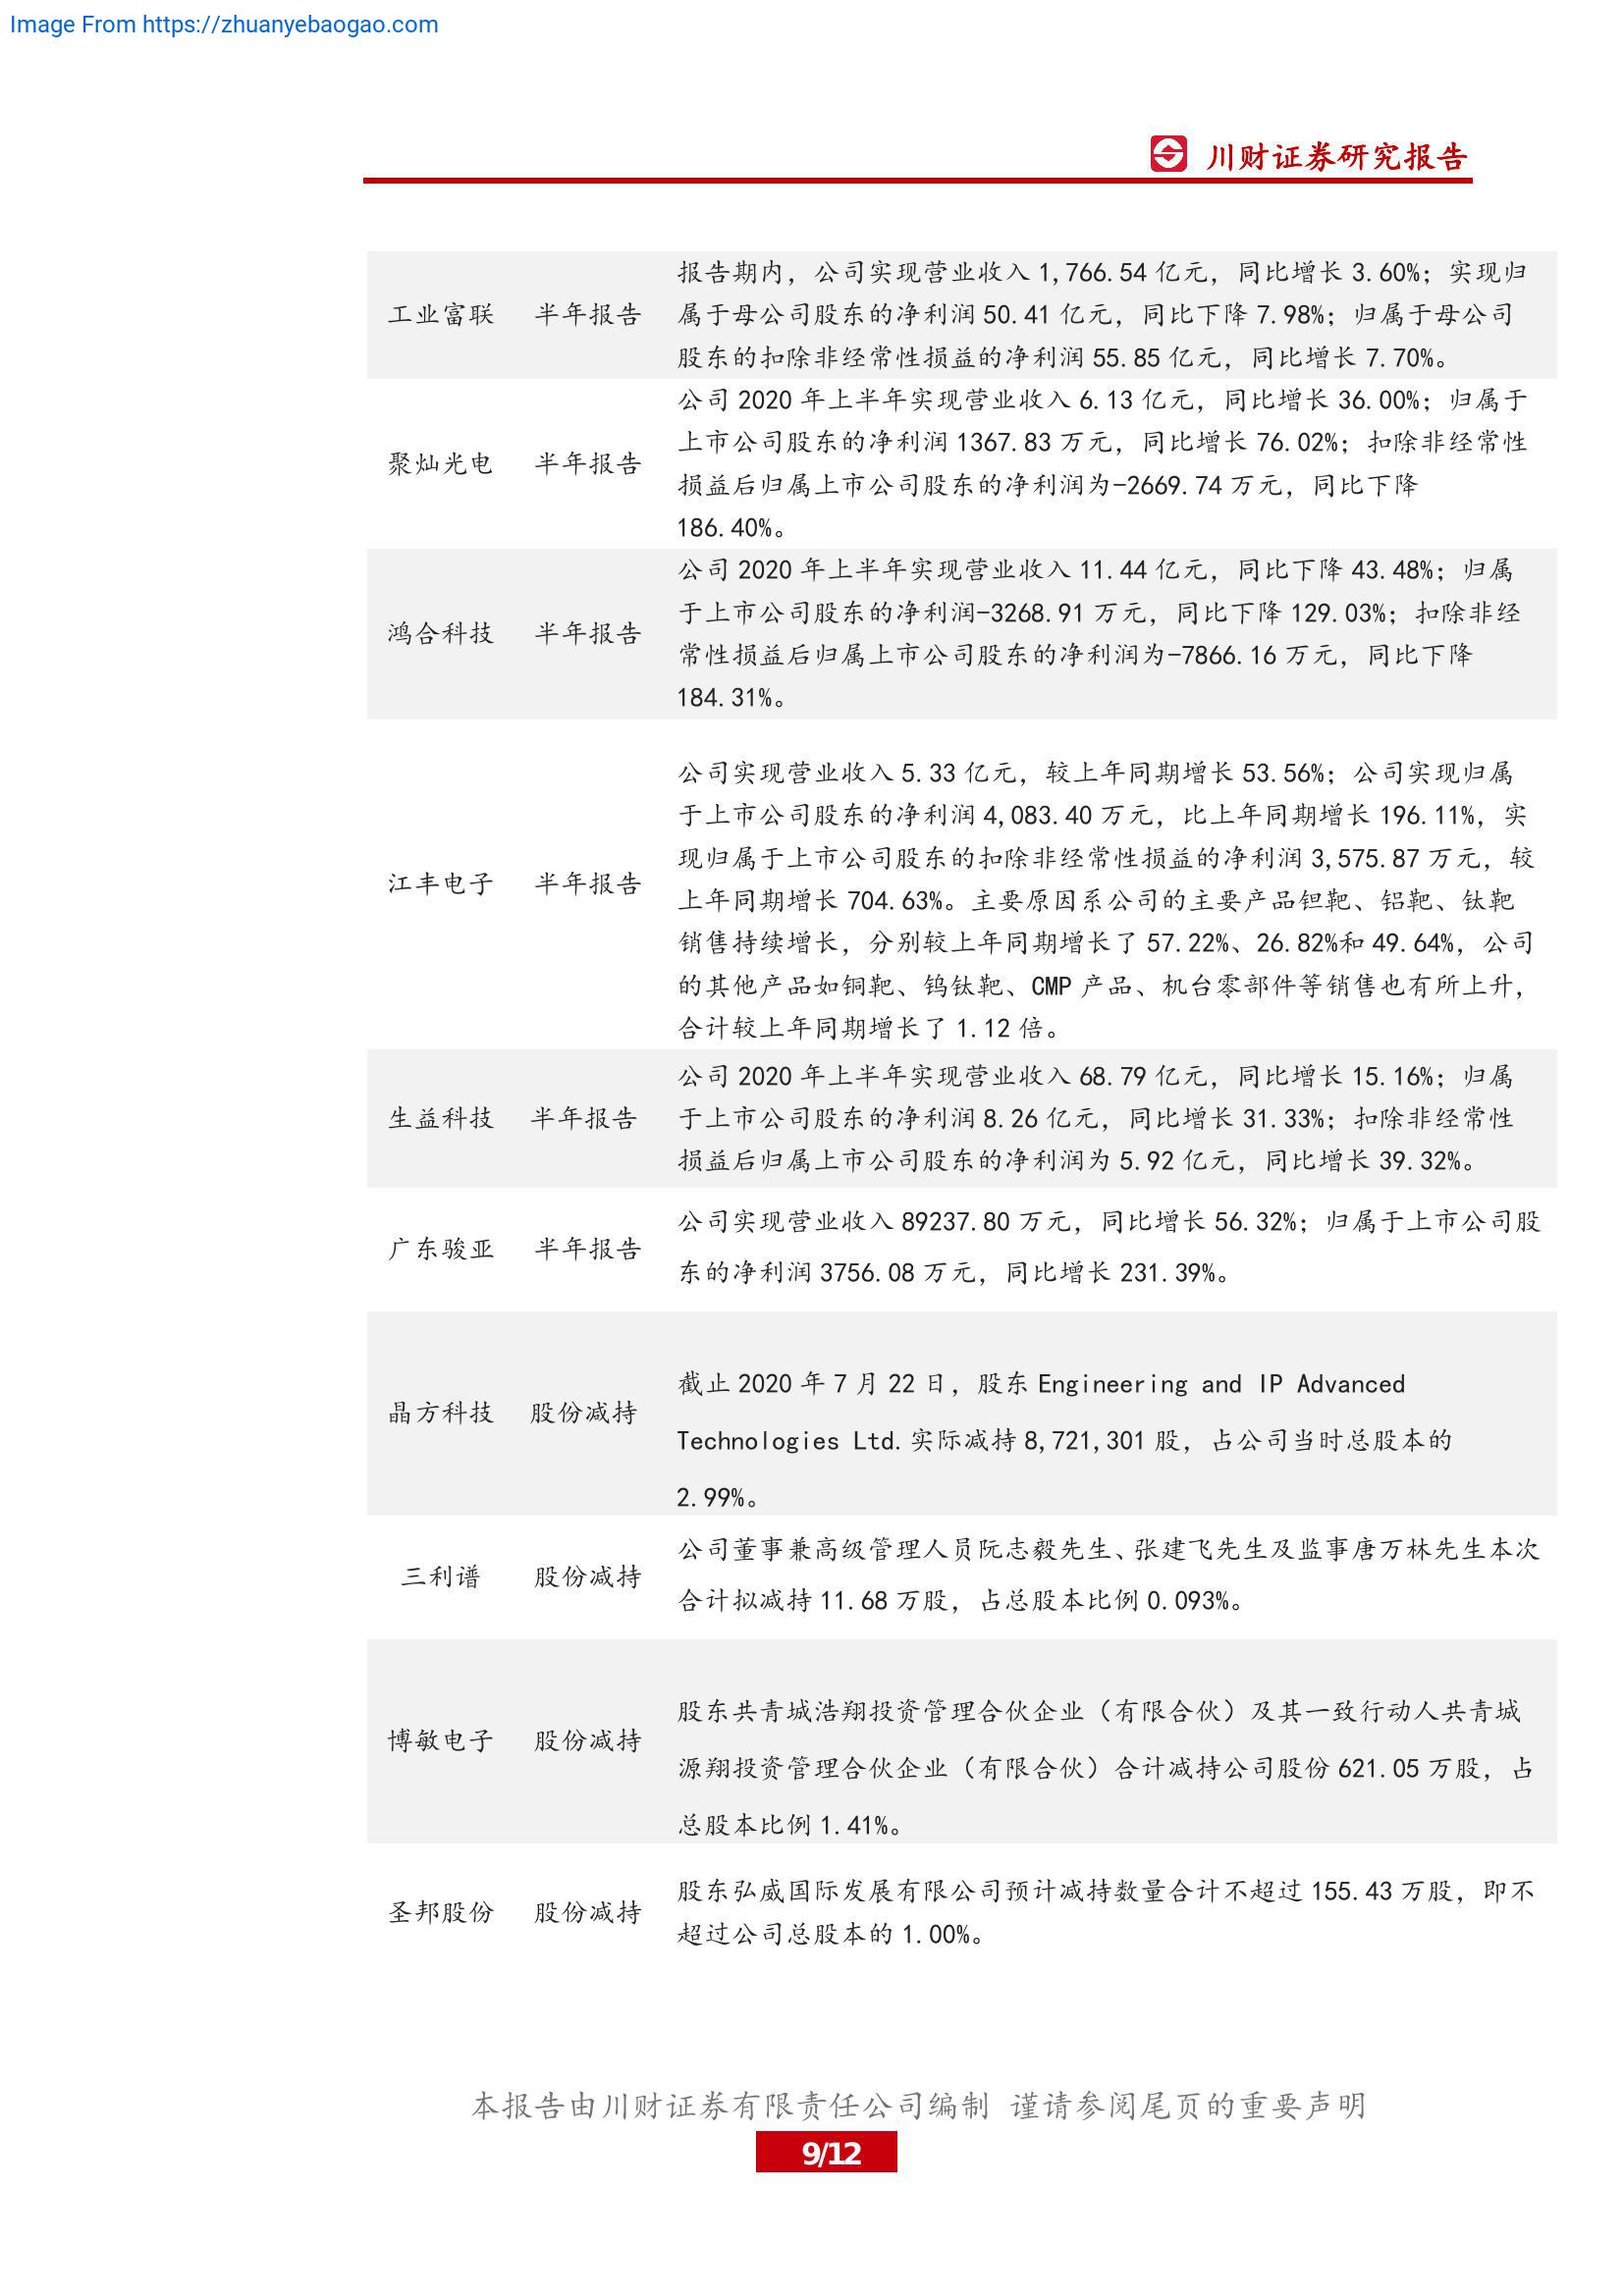 Image From https://zhuanyebaogao.com
川财证券研究报告
报告期内，公司实现营业收入 1,766.54 亿元，同比增长 3.60%；实现归
工业富联 半年报告 属于母公司股东的净利润 50.41 亿元，同比下降 7.98%；归属于母公司
股东的扣除非经常性损益的净利润 55.85 亿元，同比增长 7.70%。
公司 2020 年上半年实现营业收入 6.13 亿元，同比增长 36.00%；归属于
上市公司股东的净利润 1367.83 万元，同比增长 76.02%；扣除非经常性
聚灿光电 半年报告
损益后归属上市公司股东的净利润为-2669.74 万元，同比下降
186.40%。
公司 2020 年上半年实现营业收入 11.44 亿元，同比下降 43.48%；归属
于上市公司股东的净利润-3268.91 万元，同比下降 129.03%；扣除非经
鸿合科技 半年报告
常性损益后归属上市公司股东的净利润为-7866.16 万元，同比下降
184.31%。
公司实现营业收入 5.33 亿元，较上年同期增长 53.56%；公司实现归属
于上市公司股东的净利润 4,083.40 万元，比上年同期增长 196.11%，实
现归属于上市公司股东的扣除非经常性损益的净利润 3,575.87 万元，较
江丰电子 半年报告
上年同期增长 704.63%。主要原因系公司的主要产品钽靶、铝靶、钛靶
销售持续增长，分别较上年同期增长了 57.22%、26.82%和 49.64%，公司
的其他产品如铜靶、钨钛靶、CMP 产品、机台零部件等销售也有所上升，
合计较上年同期增长了 1.12 倍。
公司 2020 年上半年实现营业收入 68.79 亿元，同比增长 15.16%；归属
生益科技 半年报告 于上市公司股东的净利润 8.26 亿元，同比增长 31.33%；扣除非经常性
损益后归属上市公司股东的净利润为 5.92 亿元，同比增长 39.32%。
公司实现营业收入 89237.80 万元，同比增长 56.32%；归属于上市公司股
广东骏亚 半年报告
东的净利润 3756.08 万元，同比增长 231.39%。
截止 2020 年 7 月 22 日，股东 Engineering and IP Advanced
晶方科技 股份减持
Technologies Ltd.实际减持 8,721,301 股，占公司当时总股本的
2.99%。
公司董事兼高级管理人员阮志毅先生、张建飞先生及监事唐万林先生本次
三利谱 股份减持
合计拟减持 11.68 万股，占总股本比例 0.093%。
股东共青城浩翔投资管理合伙企业（有限合伙）及其一致行动人共青城
博敏电子 股份减持
源翔投资管理合伙企业（有限合伙）合计减持公司股份 621.05 万股，占
总股本比例 1.41%。
股东弘威国际发展有限公司预计减持数量合计不超过 155.43 万股，即不
圣邦股份 股份减持
超过公司总股本的 1.00%。
本报告由川财证券有限责任公司编制 谨请参阅尾页的重要声明
9/12